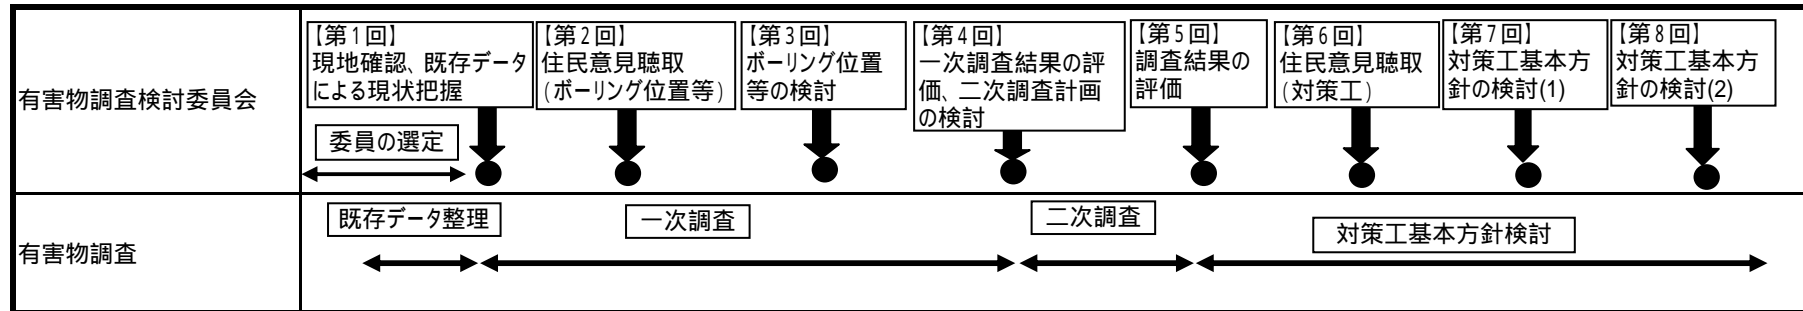 有害物調査検討委員会
【第1回】
現地確認、既存データ
による現状把握
【第2回】
住民意見聴取
(ボーリング位置等)
【第3回】
ボーリング位置
等の検討
【第4回】
一次調査結果の評
価、二次調査計画
の検討
【第5回】
調査結果の
評価
【第6回】
住民意見聴取
(対策工)
【第7回】
対策工基本方
針の検討(1)
【第8回】
対策工基本方
針の検討(2)
委員の選定
有害物調査
既存データ整理
一次調査
二次調査
対策工基本方針検討